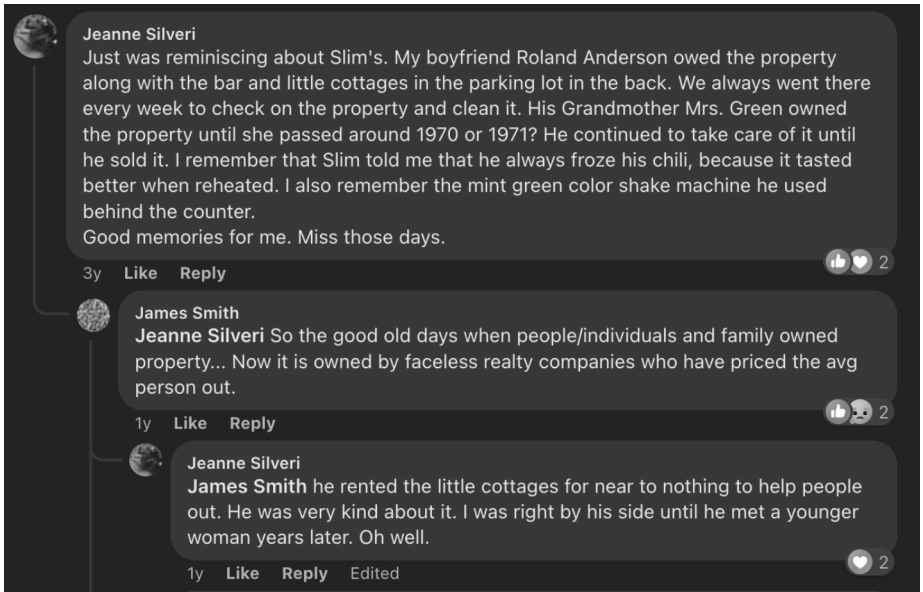 Jeanne Silveri
Just was reminiscing about Slim's. My boyfriend Roland Anderson owed the property
along with the bar and little cottages in the parking lot in the back. We always went there
every week to check on the property and clean it. His Grandmother Mrs. Green owned
the property until she passed around 1970 or 1971? He continued to take care of it until
he sold it. I remember that Slim told me that he always froze his chili, because it tasted
better when reheated. I also remember the mint green color shake machine he used
behind the counter.
Good memories for me. Miss those days.
2
3y Like Reply
James Smith
Jeanne Silveri So the good old days when people/individuals and family owned
property... Now it is owned by faceless realty companies who have priced the avg
person out.
2
1y Like Reply
Jeanne Silveri
James Smith he rented the little cottages for near to nothing to help people
out. He was very kind about it. I was right by his side until he met a younger
woman years later. Oh well.
2
1y Like Reply Edited